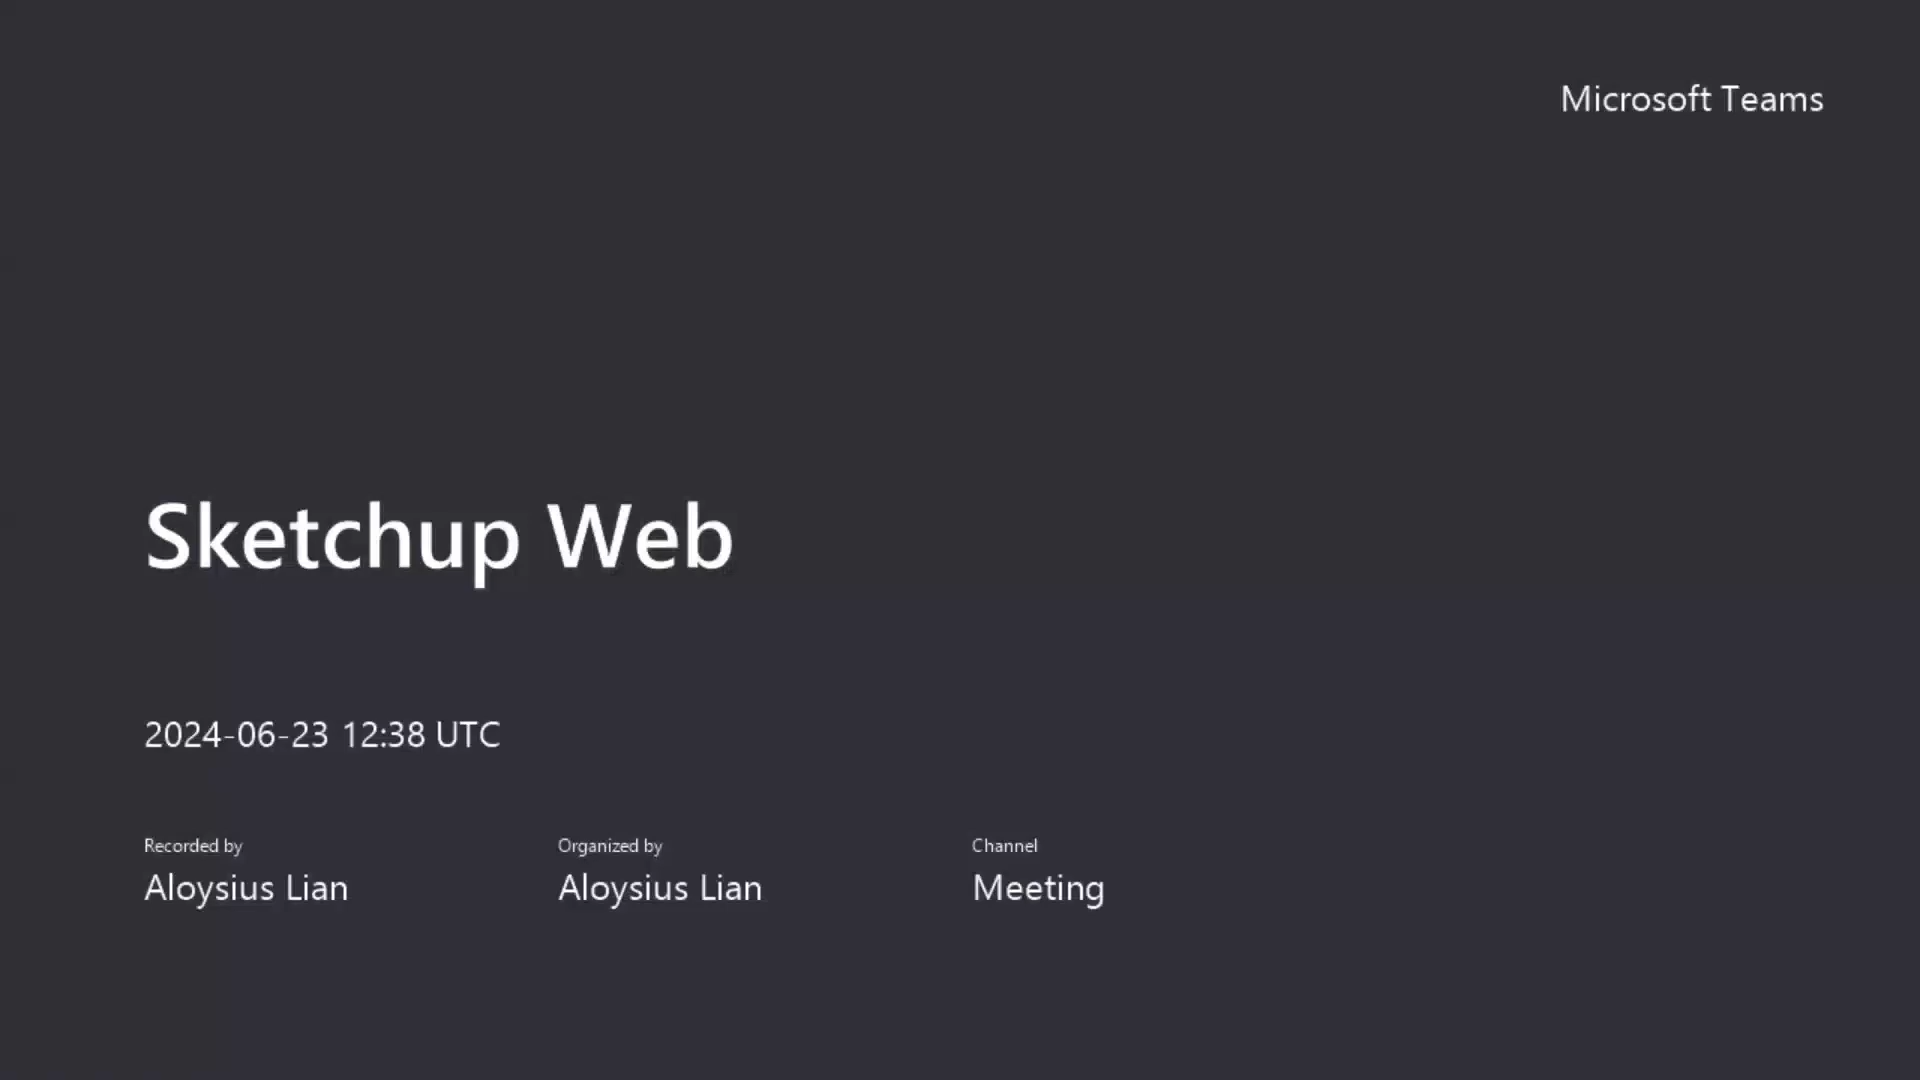 Microsoft Teams
Sketchup Web
2024-06-23 12:38 UTC
Recorded by
Aloysius Lian
Organized by
Aloysius Lian
Channel
Meeting